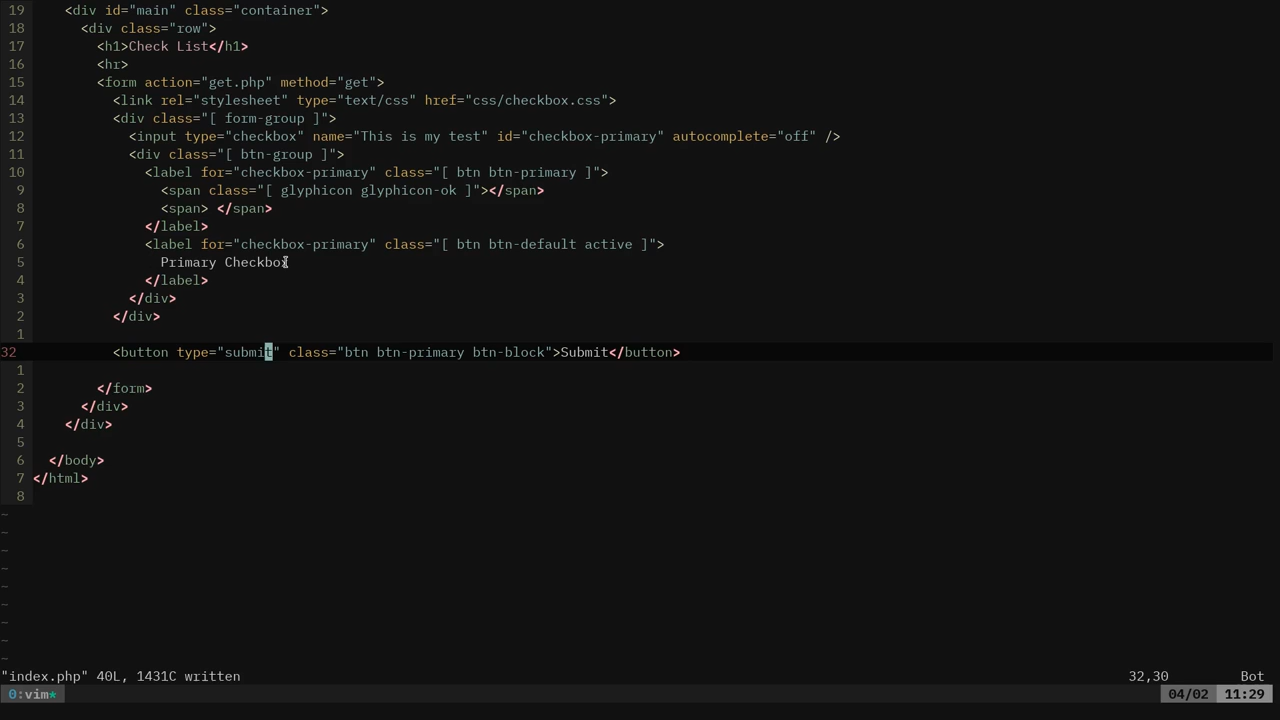 19    <div id="main" class="container">
18      <div class="row">
17        <h1>Check List</h1>
16        <hr>
15        <form action="get.php" method="get">
14          <link rel="stylesheet" type="text/css" href="css/checkbox.css">
13          <div class="[ form-group ]">
12            <input type="checkbox" name="This is my test" id="checkbox-primary" autocomplete="off" />
11            <div class="[ btn-group ]">
10              <label for="checkbox-primary" class="[ btn btn-primary ]">
9                <span class="[ glyphicon glyphicon-ok ]"></span>
8                <span> </span>
7              </label>
6              <label for="checkbox-primary" class="[ btn btn-default active ]">
5                Primary Checkbox
4              </label>
3            </div>
2          </div>
1
32          <button type="submit" class="btn btn-primary btn-block">Submit</button>
1
2        </form>
3      </div>
4    </div>
5
6  </body>
7</html>
8
~
~
~
~
~
~
~
~
~
"index.php" 40L, 1431C written 32,30 Bot
0:vim* 04/02 11:29